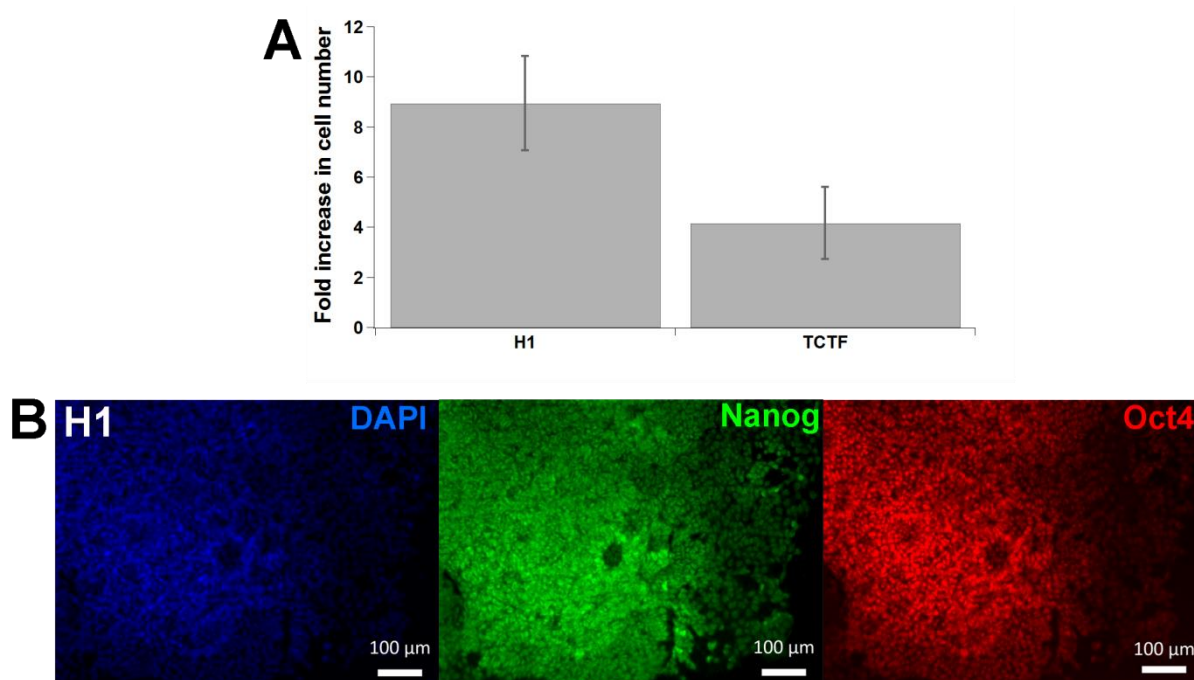 A
Fold increase in cell number
12
10
8
6
4
2
0
H1
TCTF
B
H1
DAPI
Nanog
Oct4
100 µm
100 µm
100 µm